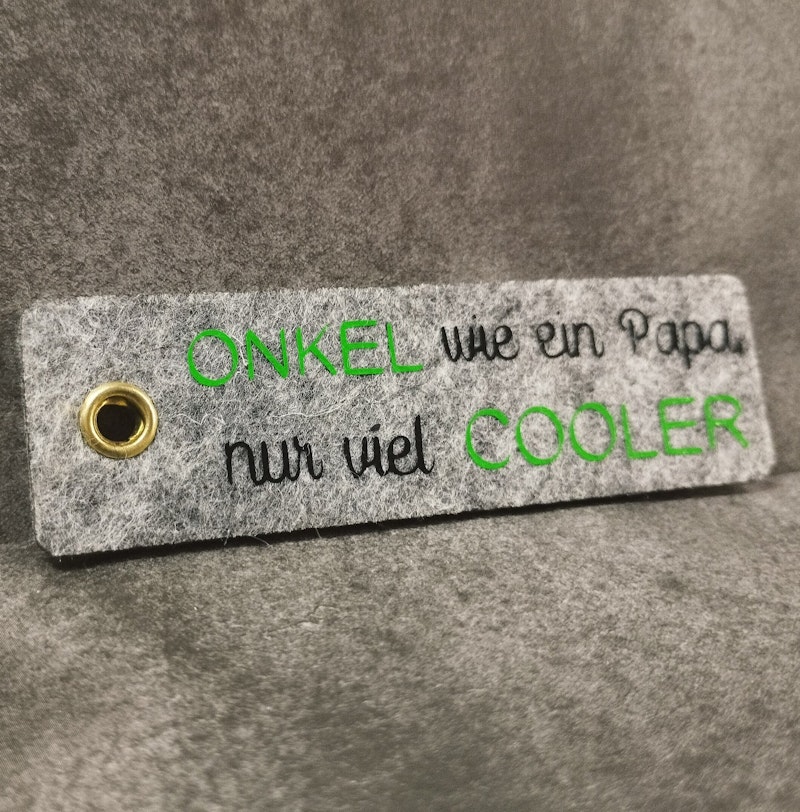 ONKEL wie ein Papa,
nur viel COOLER